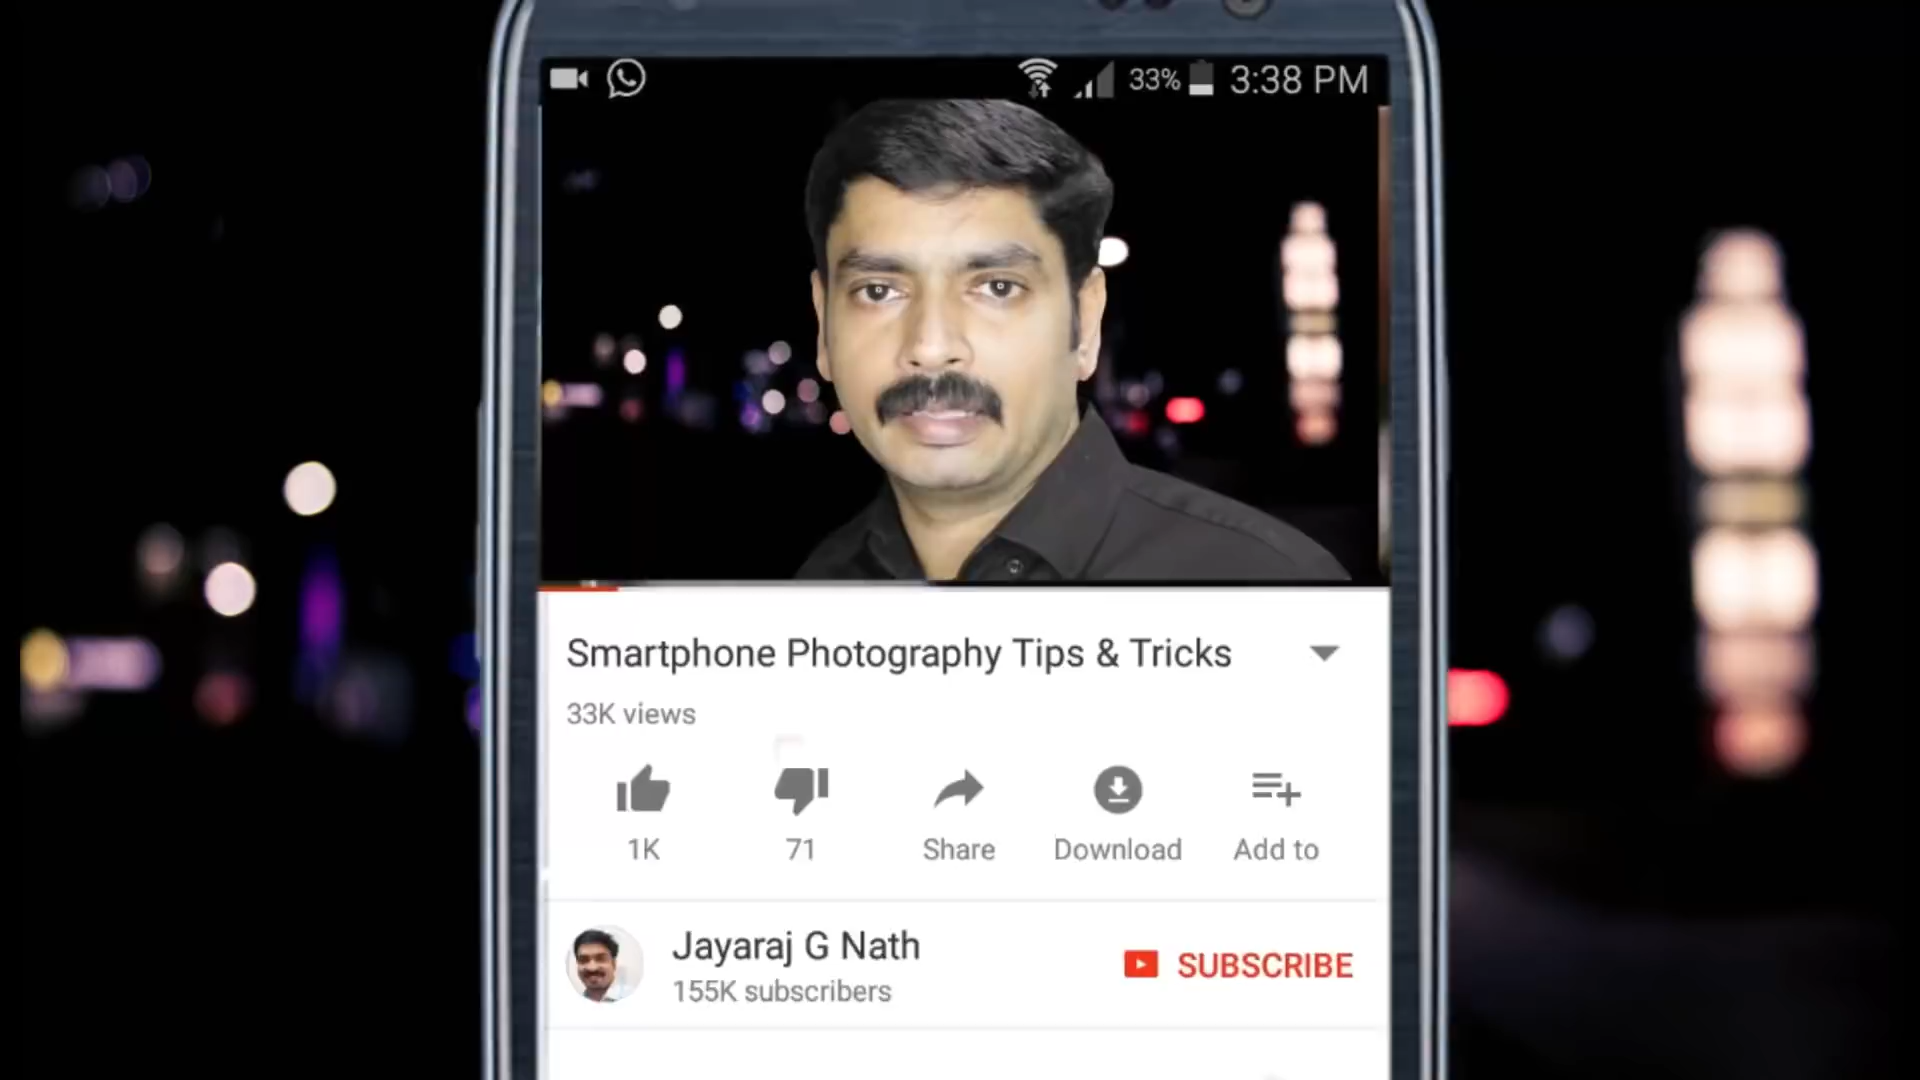 33% 3:38 PM
Smartphone Photography Tips & Tricks
33K views
1K 71 Share Download Add to
Jayaraj G Nath
SUBSCRIBE
155K subscribers